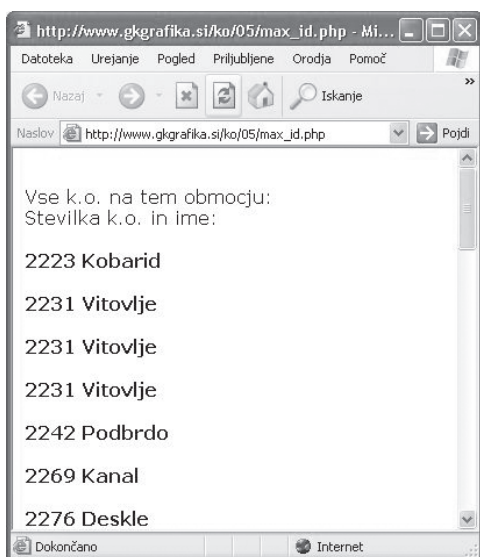 http://www.gkgrafika.si/ko/05/max_id.php - Mi...
Datoteka Urejanje Pogled Priljubljene Orodja Pomoč
Nazaj Iskanje »
Naslov http://www.gkgrafika.si/ko/05/max_id.php Pojdi
Vse k.o. na tem obmocju:
Stevilka k.o. in ime:
2223 Kobarid
2231 Vitovlje
2231 Vitovlje
2231 Vitovlje
2242 Podbrdo
2269 Kanal
2276 Deskle
Dokončano Internet